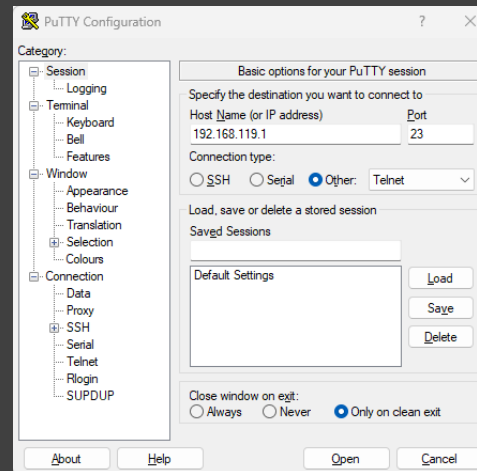 PuTTY Configuration
? ×
Category:
Session
Logging
Terminal
Keyboard
Bell
Features
Window
Appearance
Behaviour
Translation
Selection
Colours
Connection
Data
Proxy
SSH
Serial
Telnet
Rlogin
SUPDUP
Basic options for your PuTTY session
Specify the destination you want to connect to
Host Name (or IP address) Port
192.168.119.1 23
Connection type:
SSH Serial Other: Telnet
Load, save or delete a stored session
Saved Sessions
Default Settings
Load
Save
Delete
Close window on exit:
Always Never Only on clean exit
About Help Open Cancel